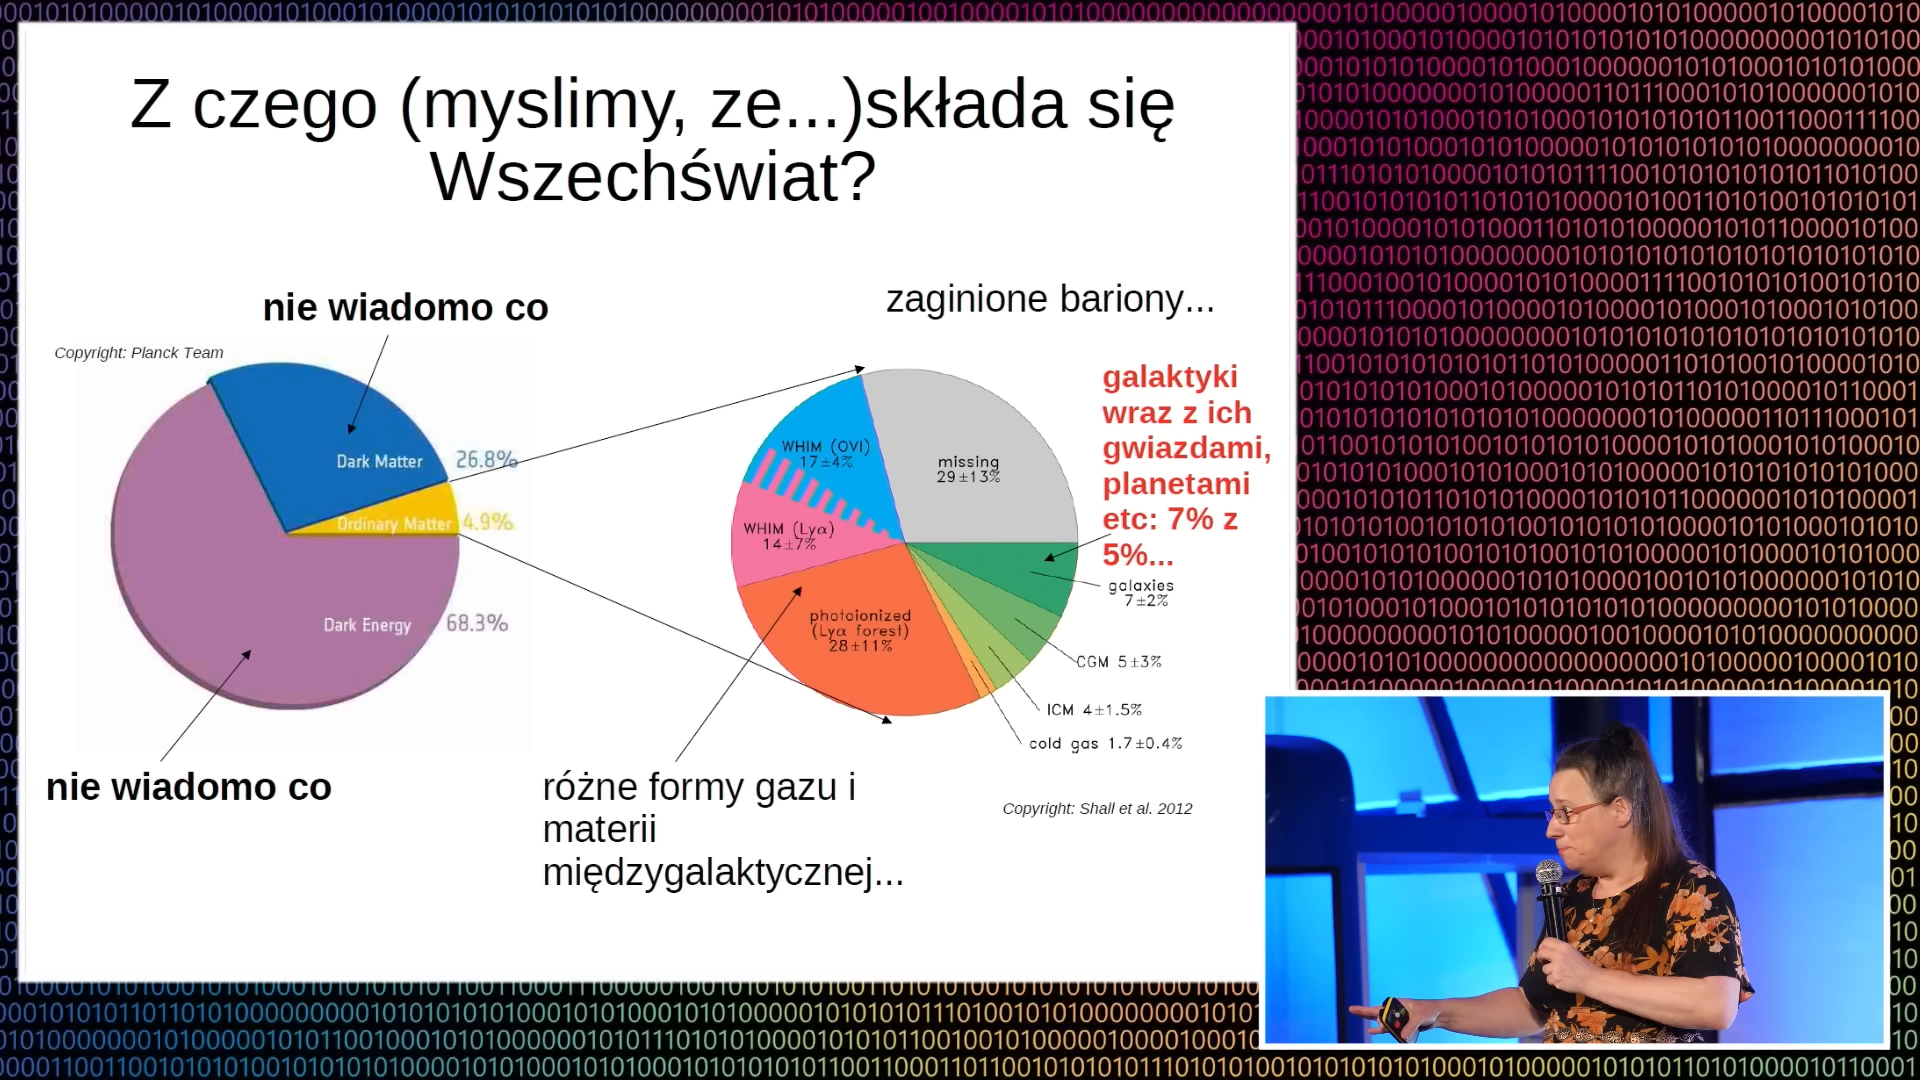 Z czego (myslimy, ze...)składa się
Wszechświat?
nie wiadomo co
zaginione bariony...
Copyright: Planck Team
galaktyki
wraz z ich
gwiazdami,
planetami
etc: 7% z
5%...
Dark Matter
26.8%
Ordinary Matter
4.9%
Dark Energy
68.3%
WHIM (OVI)
17±4%
missing
29±13%
WHIM (Lyα)
14±7%
photoionized
(Lyα forest)
28±11%
galaxies
7±2%
CGM 5±3%
ICM 4±1.5%
cold gas 1.7±0.4%
nie wiadomo co
różne formy gazu i
materii
międzygalaktycznej...
Copyright: Shall et al. 2012